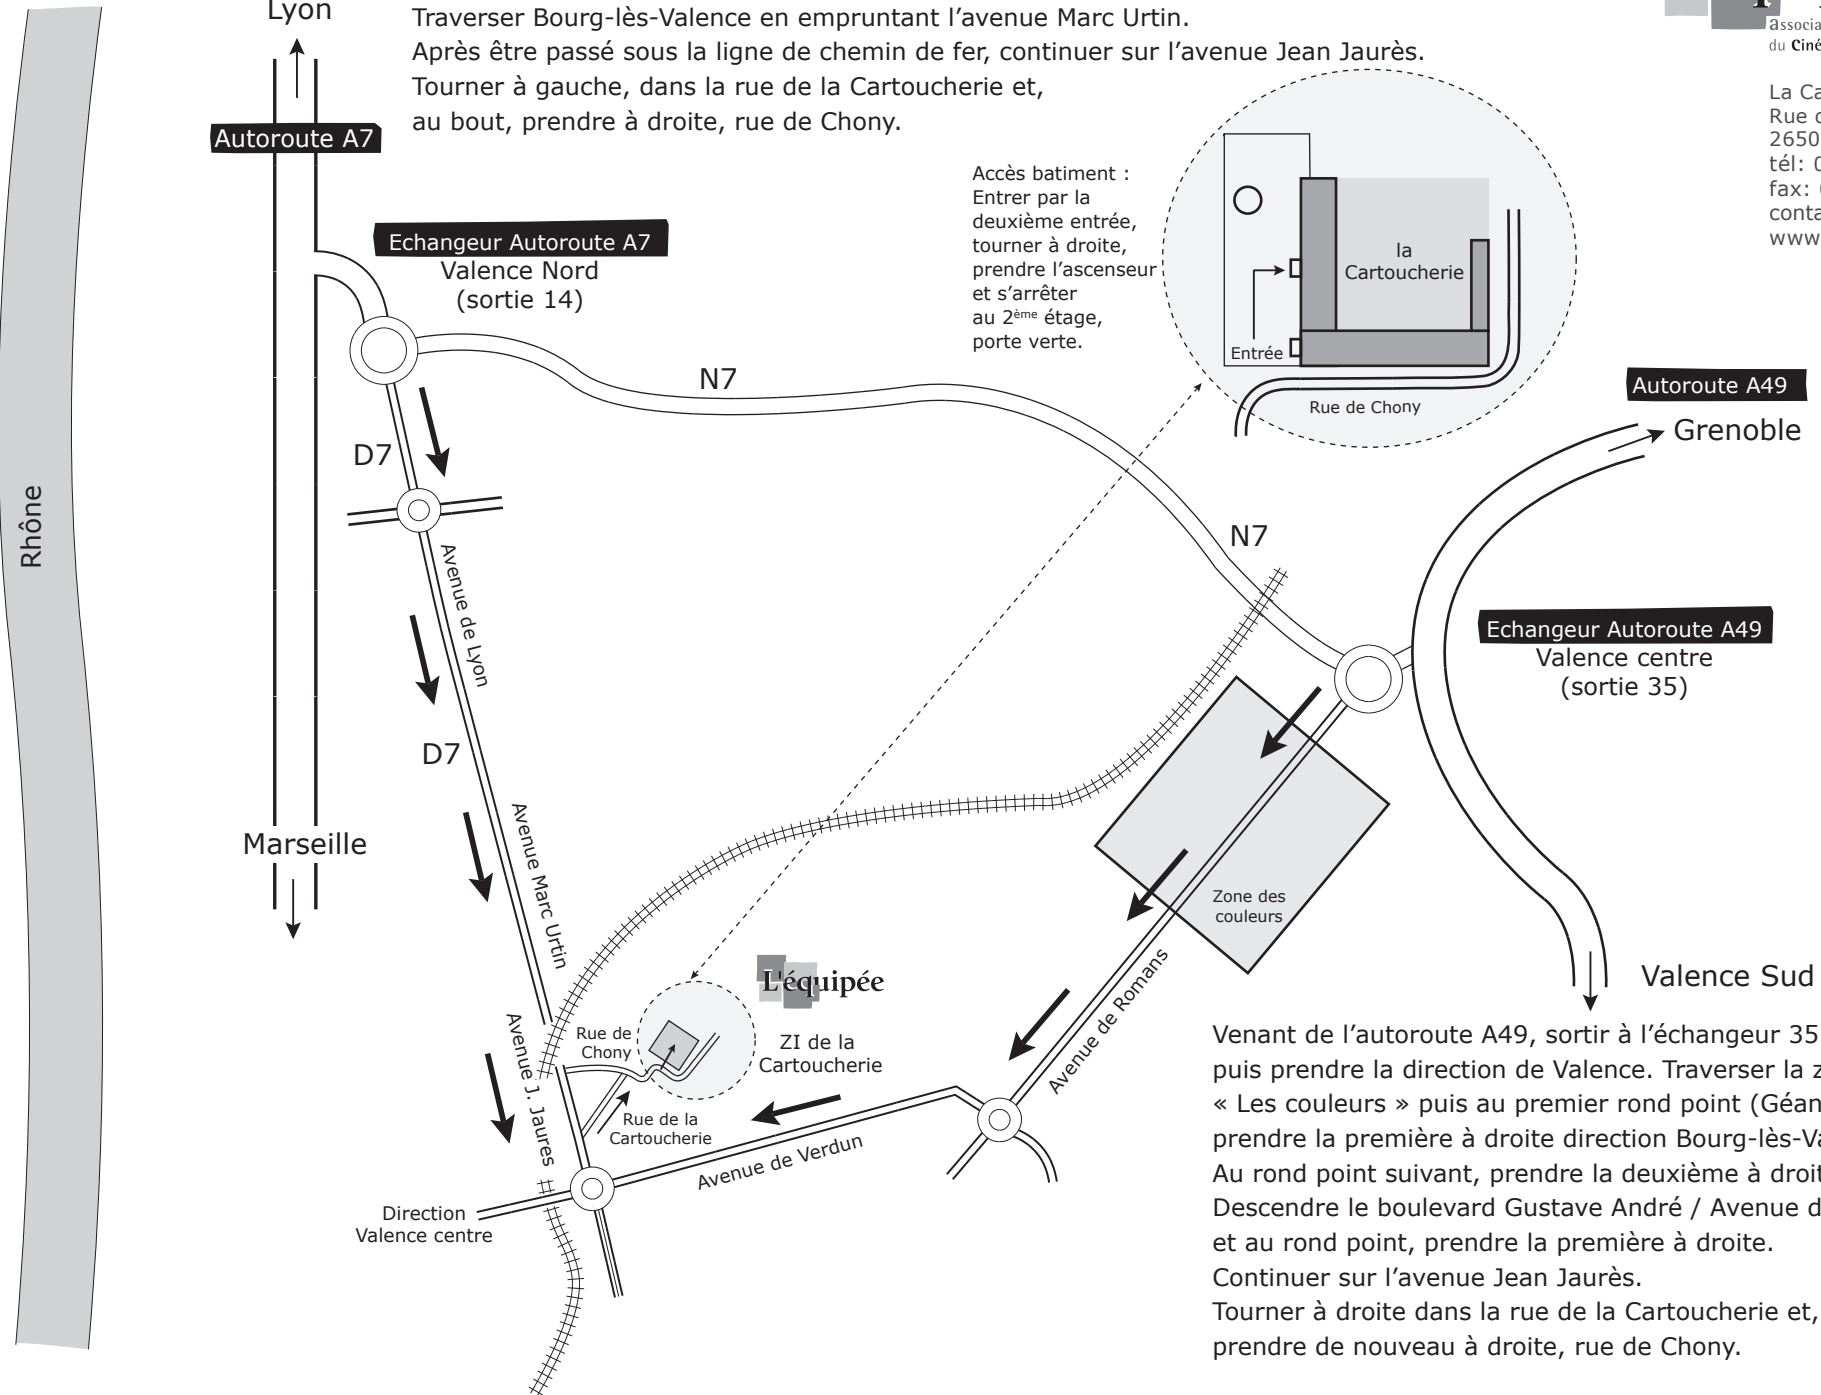 Lyon
Traverser Bourg-lès-Valence en empruntant l’avenue Marc Urtin.
Après être passé sous la ligne de chemin de fer, continuer sur l’avenue Jean Jaurès.
Tourner à gauche, dans la rue de la Cartoucherie et,
au bout, prendre à droite, rue de Chony.
du Ciné
La
Rue
2650
tél: 0
fax:
conta
www
Autoroute A7
Accès batiment :
Entrer par la
deuxième entrée,
tourner à droite,
prendre l’ascenseur
et s’arrêter
au 2ème étage,
porte verte.
la
Cartoucherie
Entrée
Rue de Chony
Echangeur Autoroute A7
Valence Nord
(sortie 14)
N7
Autoroute A49
Grenoble
D7
Rhône
N7
Avenue de Lyon
Echangeur Autoroute A49
Valence centre
(sortie 35)
D7
Marseille
Avenue Marc Urtin
Zone des
couleurs
L'équipée
Avenue de Romans
Valence Sud
Avenue J. Jaures
Rue de
Chony
ZI de la
Cartoucherie
Rue de la
Cartoucherie
Avenue de Verdun
Direction
Valence centre
Venant de l’autoroute A49, sortir à l’échangeur 35
puis prendre la direction de Valence. Traverser la z
« Les couleurs » puis au premier rond point (Géan
prendre la première à droite direction Bourg-lès-Va
Au rond point suivant, prendre la deuxième à droit
Descendre le boulevard Gustave André / Avenue d
et au rond point, prendre la première à droite.
Continuer sur l’avenue Jean Jaurès.
Tourner à droite dans la rue de la Cartoucherie et,
prendre de nouveau à droite, rue de Chony.